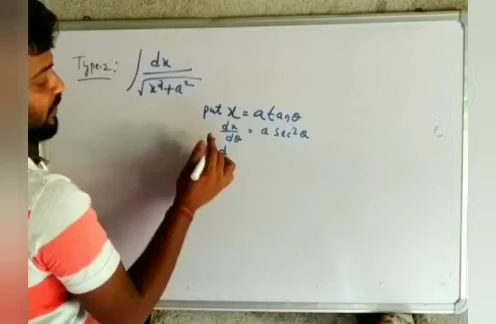 Type-2: ∫ dx / √(x²+a²)
put x = a tanθ
dx/dθ = a sec²θ
d